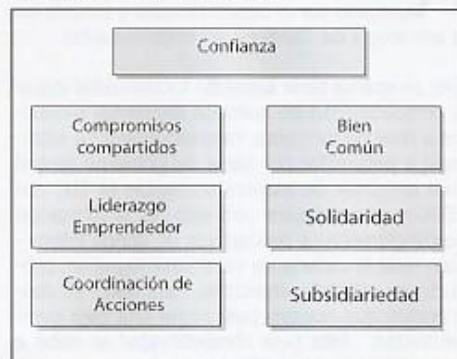 Confianza
Compromisos
compartidos
Bien
Común
Liderazgo
Emprendedor
Solidaridad
Coordinación de
Acciones
Subsidiariedad